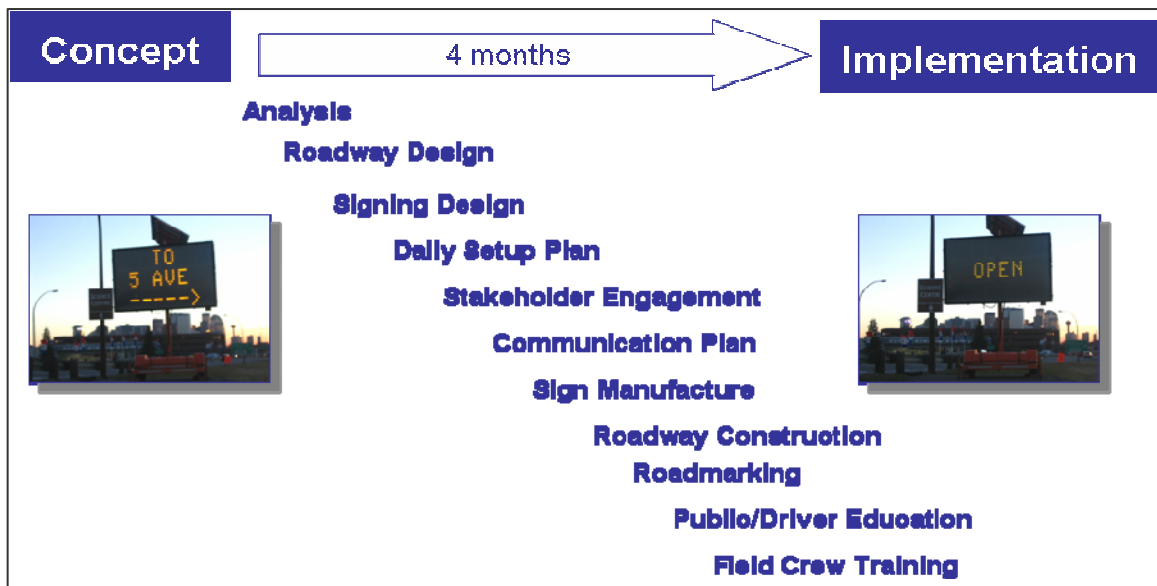 Concept
4 months
Implementation
Analysis
Roadway Design
Signing Design
Daily Setup Plan
Stakeholder Engagement
Communication Plan
Sign Manufacture
Roadway Construction
Roadmarking
Public/Driver Education
Field Crew Training
TO
5 AVE
----->
OPEN